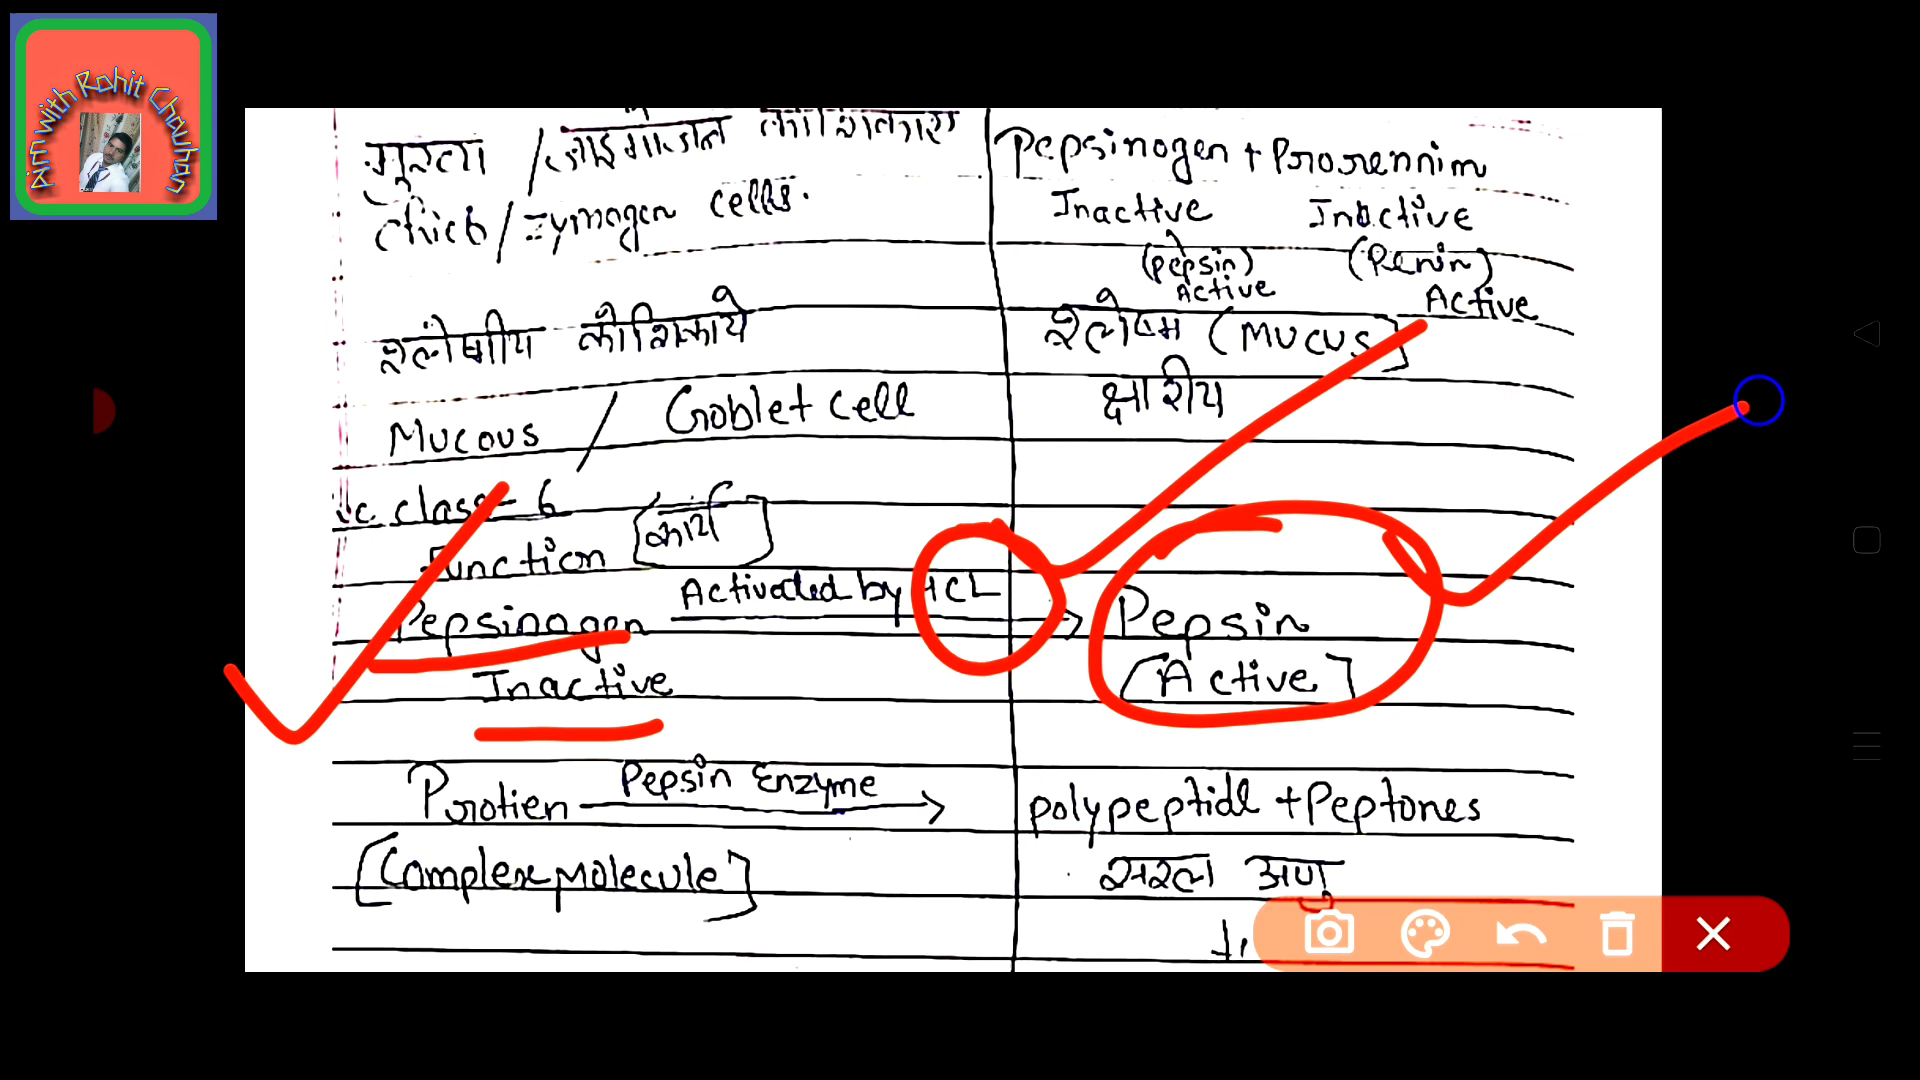 Aim with Rohit Chauhan
मुख्य / जाइमोजन कोशिकाएं
Pepsinogen + Prorennim
chieb / zymogen cells.
Inactive Inactive
(pepsin) (Renin)
Active Active
श्लेष्मीय कोशिकाये
श्लेष्म (Mucus)
Mucous / Goblet cell
क्षारीय
class - 6
Function [कार्य]
Pepsinogen Activated by HCL → Pepsin
Inactive [Active]
Protien Pepsin Enzyme → polypeptide + Peptones
[Complex molecule] सरल अणु